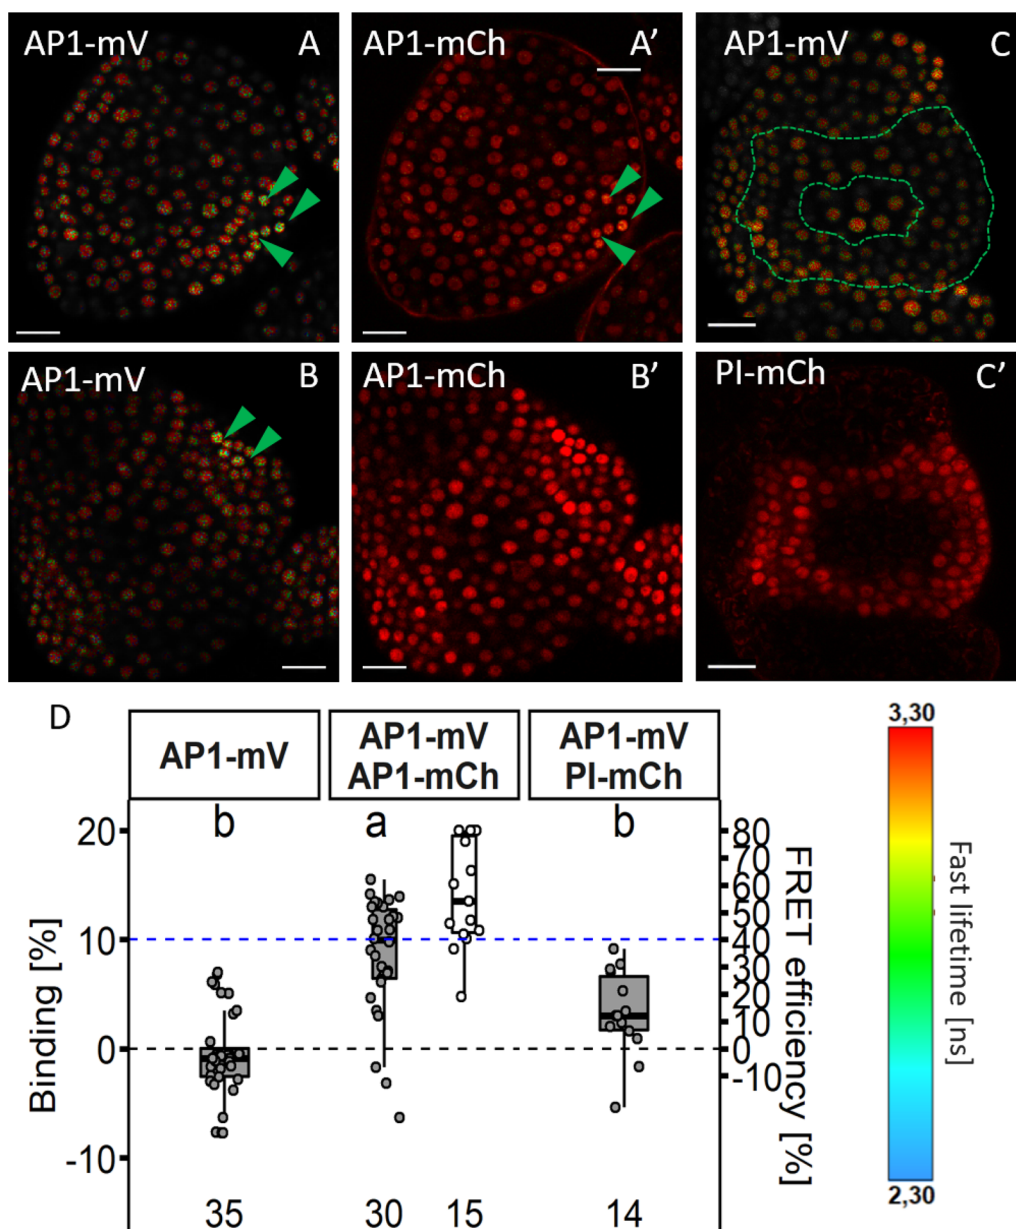 AP1-mV A
AP1-mCh A’
AP1-mV C
AP1-mV B
AP1-mCh B’
PI-mCh C’
D
AP1-mV
AP1-mV
AP1-mCh
AP1-mV
PI-mCh
b
a
b
20
10
0
-10
Binding [%]
80
70
60
50
40
30
20
10
0
-10
FRET efficiency [%]
35
30
15
14
3,30
Fast lifetime [ns]
2,30